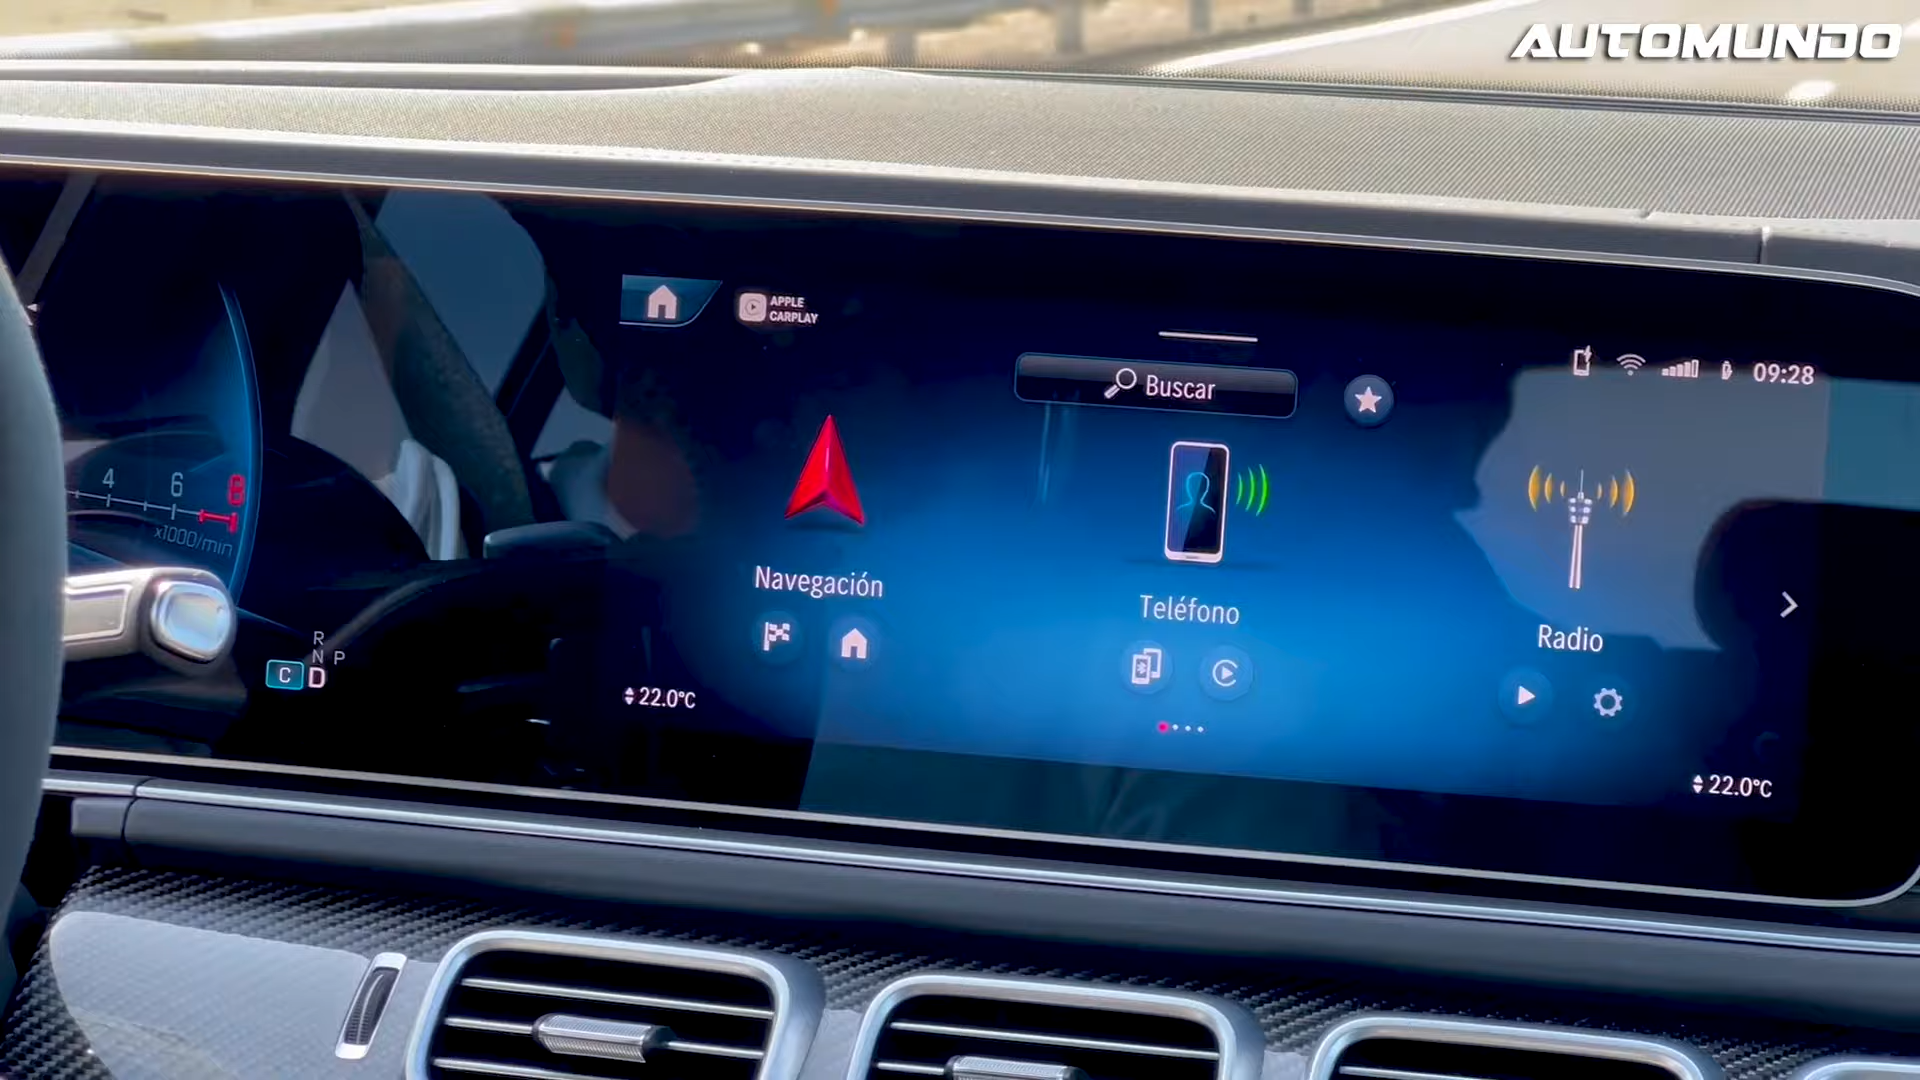 AUTOMUNDO
APPLE
CARPLAY
09:28
Buscar
4 6 8
x1000/min
Navegación
Teléfono
Radio
R
N P
C D
22.0°C
22.0°C